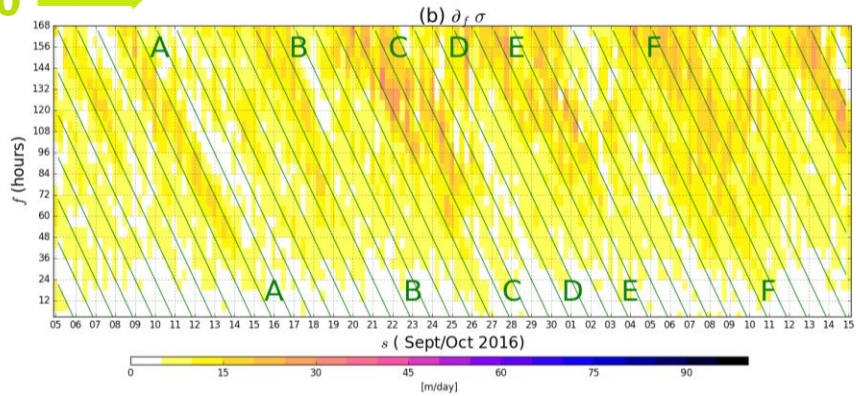 0
(b) ∂f σ
168
156
144
132
120
108
96
84
72
60
48
36
24
12
f (hours)
A B C D E F
A B C D E F
05 06 07 08 09 10 11 12 13 14 15 16 17 18 19 20 21 22 23 24 25 26 27 28 29 30 01 02 03 04 05 06 07 08 09 10 11 12 13 14 15
s ( Sept/Oct 2016)
0 15 30 45 60 75 90
[m/day]